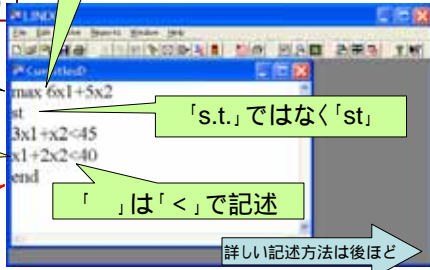 LINDO
File Edit Solve Reports Window Help
<untitled>
max 6x1+5x2
st
3x1+x2<45
x1+2x2<40
end
「s.t.」ではなく「st」
「　」は「<」で記述
詳しい記述方法は後ほど